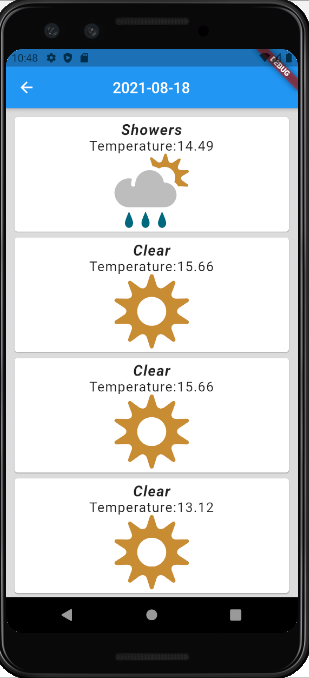 10:48
DEBUG
2021-08-18
Showers
Temperature:14.49
Clear
Temperature:15.66
Clear
Temperature:15.66
Clear
Temperature:13.12